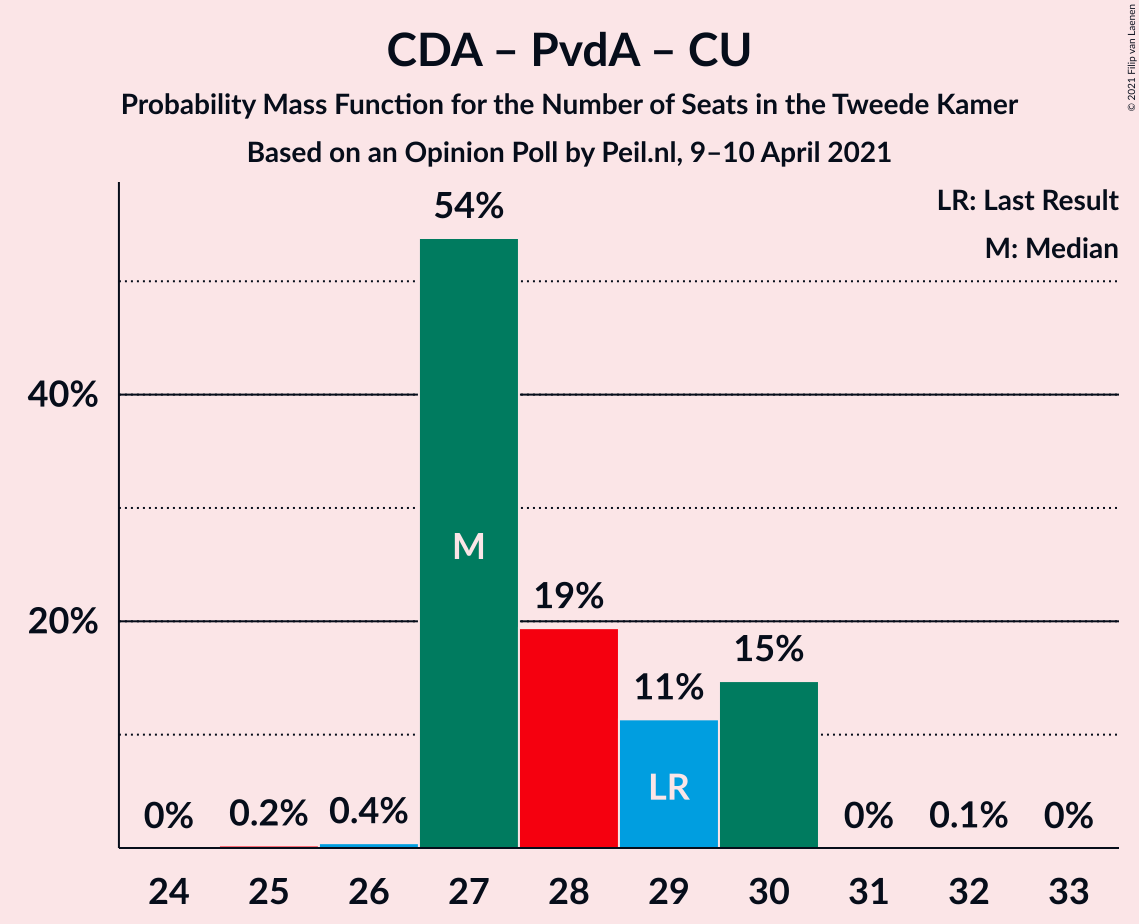 CDA – PvdA – CU
Probability Mass Function for the Number of Seats in the Tweede Kamer
Based on an Opinion Poll by Peil.nl, 9–10 April 2021
© 2021 Filip van Laenen
LR: Last Result
M: Median
54%
40%
M
19%
20%
15%
11%
LR
0%
0.2%
0.4%
0%
0.1%
0%
24 25 26 27 28 29 30 31 32 33